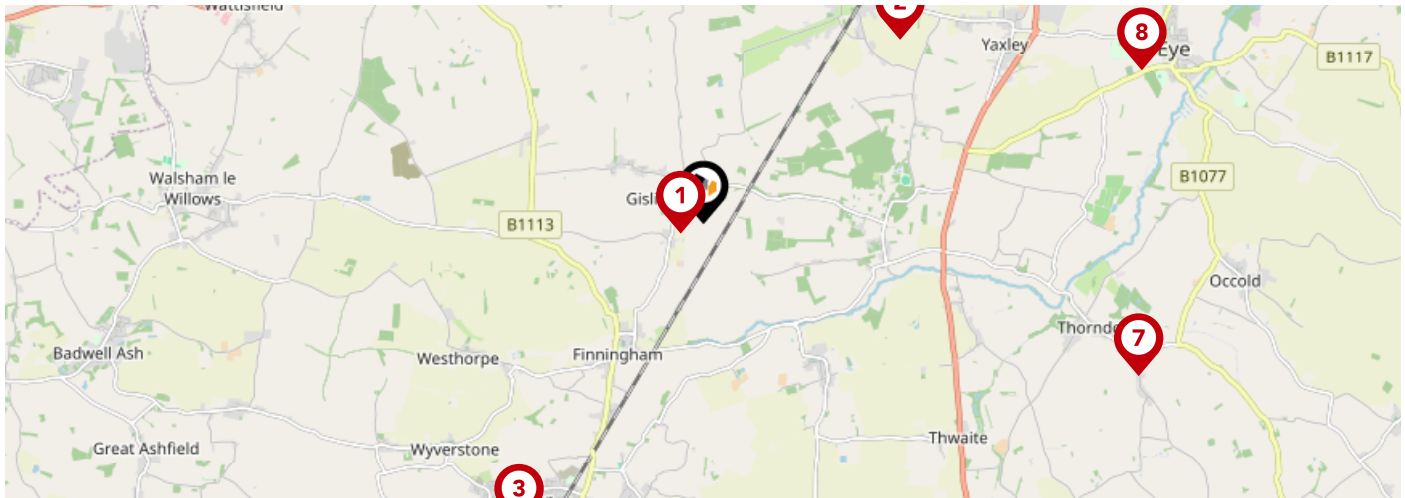 Wattisfield
2
8
Yaxley
Eye
B1117
Walsham le
Willows
Gisli
1
B1113
B1077
Occold
Thornd
7
Badwell Ash
Westhorpe
Finningham
Great Ashfield
Wyverstone
Thwaite
3